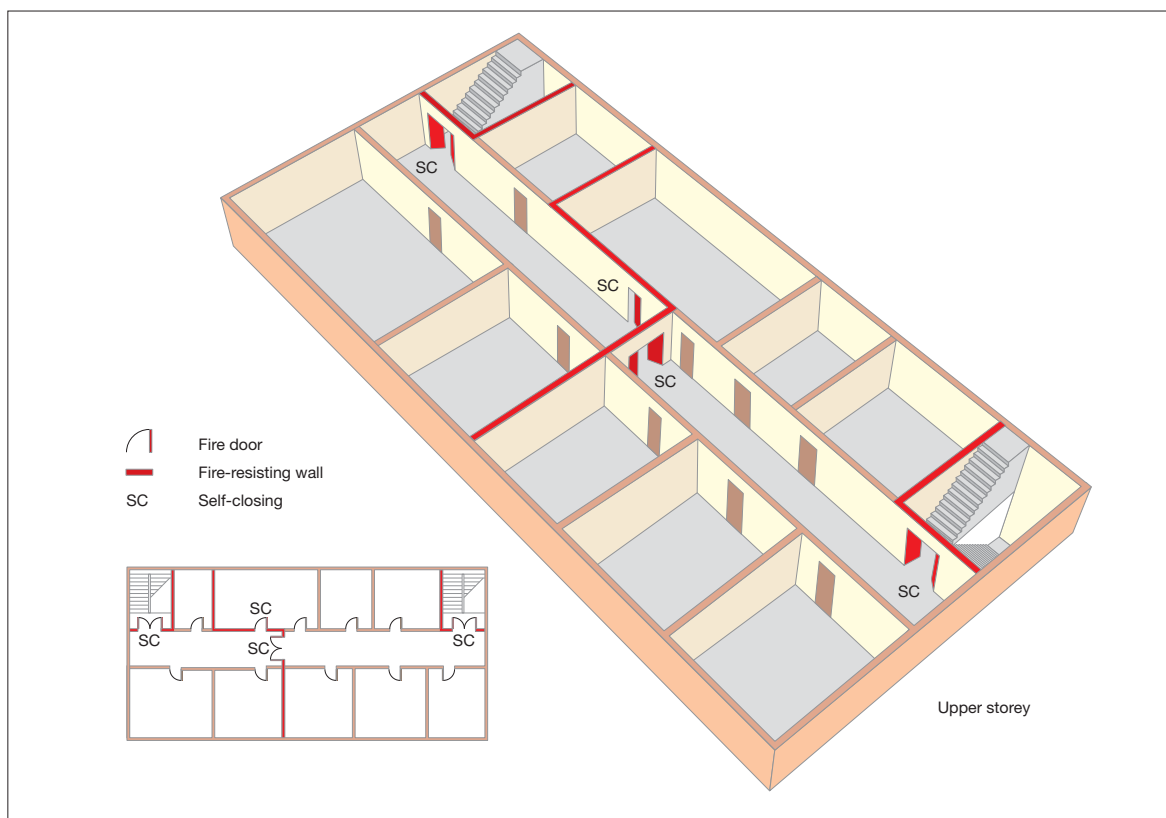 SC
SC
SC
Fire door
Fire-resisting wall
SC Self-closing
SC
SC
SC
SC
SC
Upper storey